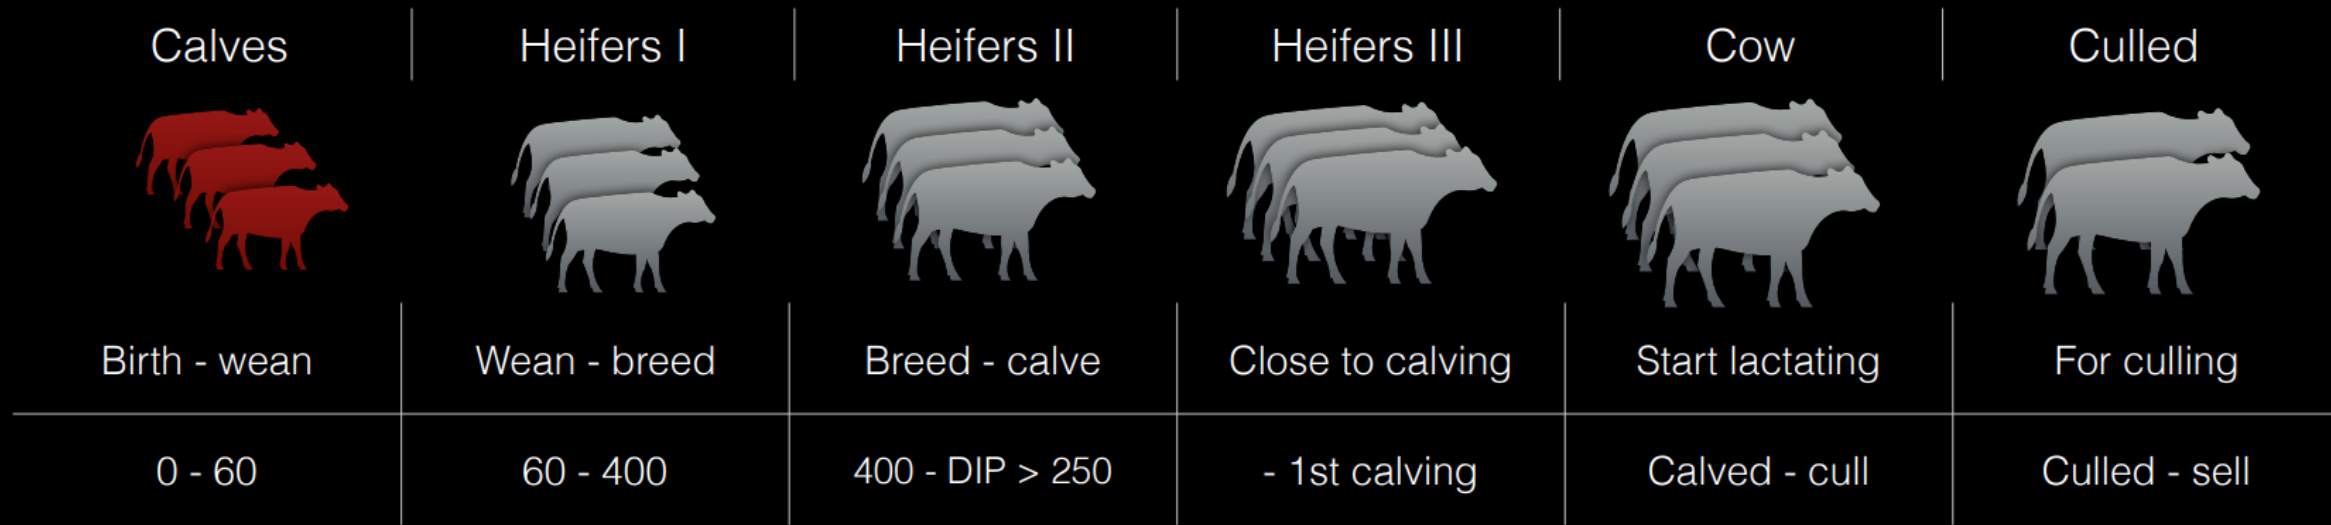 Calves
Heifers I
Heifers II
Heifers III
Cow
Culled
Birth - wean
Wean - breed
Breed - calve
Close to calving
Start lactating
For culling
0 - 60
60 - 400
400 - DIP > 250
- 1st calving
Calved - cull
Culled - sell